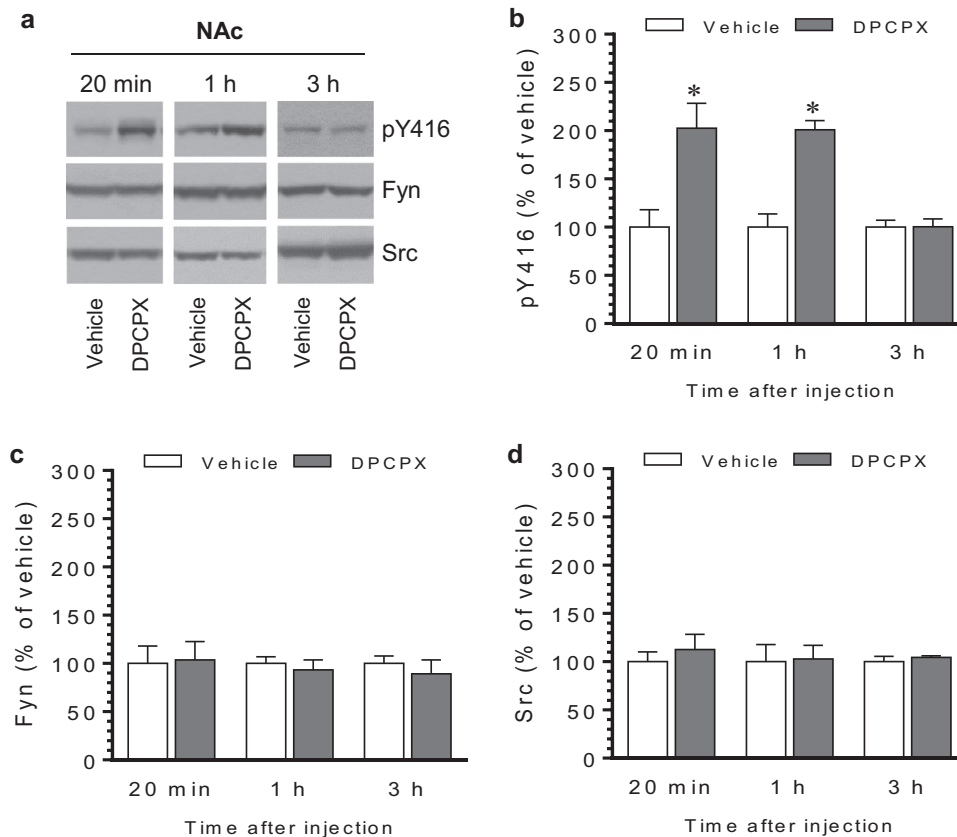 a
NAc
20 min 1 h 3 h
pY416
Fyn
Src
Vehicle DPCPX Vehicle DPCPX Vehicle DPCPX
b
Vehicle DPCPX
pY416 (% of vehicle)
300
250
200
150
100
50
0
* *
20 min 1 h 3 h
Time after injection
c
Vehicle DPCPX
Fyn (% of vehicle)
300
250
200
150
100
50
0
20 min 1 h 3 h
Time after injection
d
Vehicle DPCPX
Src (% of vehicle)
300
250
200
150
100
50
0
20 min 1 h 3 h
Time after injection